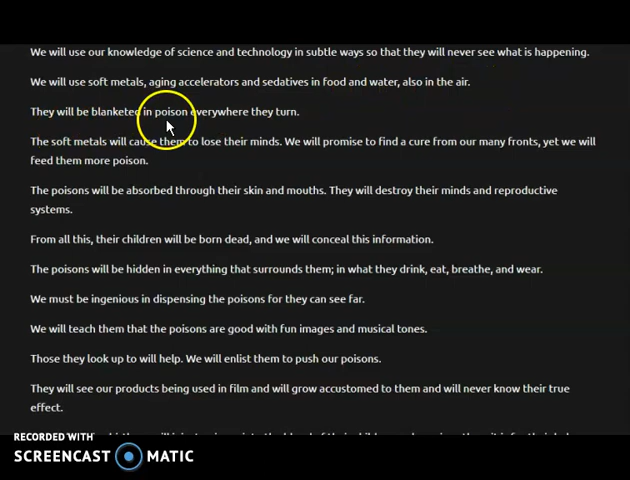 We will use our knowledge of science and technology in subtle ways so that they will never see what is happening.
We will use soft metals, aging accelerators and sedatives in food and water, also in the air.
They will be blanketed in poison everywhere they turn.
The soft metals will cause them to lose their minds. We will promise to find a cure from our many fronts, yet we will
feed them more poison.
The poisons will be absorbed through their skin and mouths. They will destroy their minds and reproductive
systems.
From all this, their children will be born dead, and we will conceal this information.
The poisons will be hidden in everything that surrounds them; in what they drink, eat, breathe, and wear.
We must be ingenious in dispensing the poisons for they can see far.
We will teach them that the poisons are good with fun images and musical tones.
Those they look up to will help. We will enlist them to push our poisons.
They will see our products being used in film and will grow accustomed to them and will never know their true
effect.
RECORDED WITH
SCREENCAST MATIC